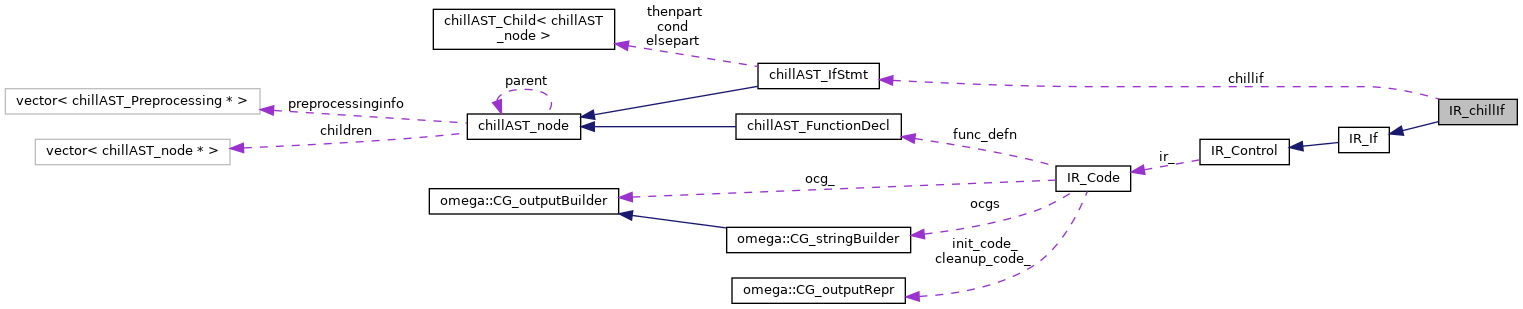 chillAST_Child< chillAST
_node >
thenpart
cond
elsepart
chillAST_IfStmt
chillif
parent
vector< chillAST_Preprocessing * >
preprocessinginfo
IR_chillIf
children
chillAST_node
chillAST_FunctionDecl
func_defn
IR_If
vector< chillAST_node * >
IR_Control
ir_
IR_Code
ocg_
omega::CG_outputBuilder
ocgs
omega::CG_stringBuilder
init_code_
cleanup_code_
omega::CG_outputRepr